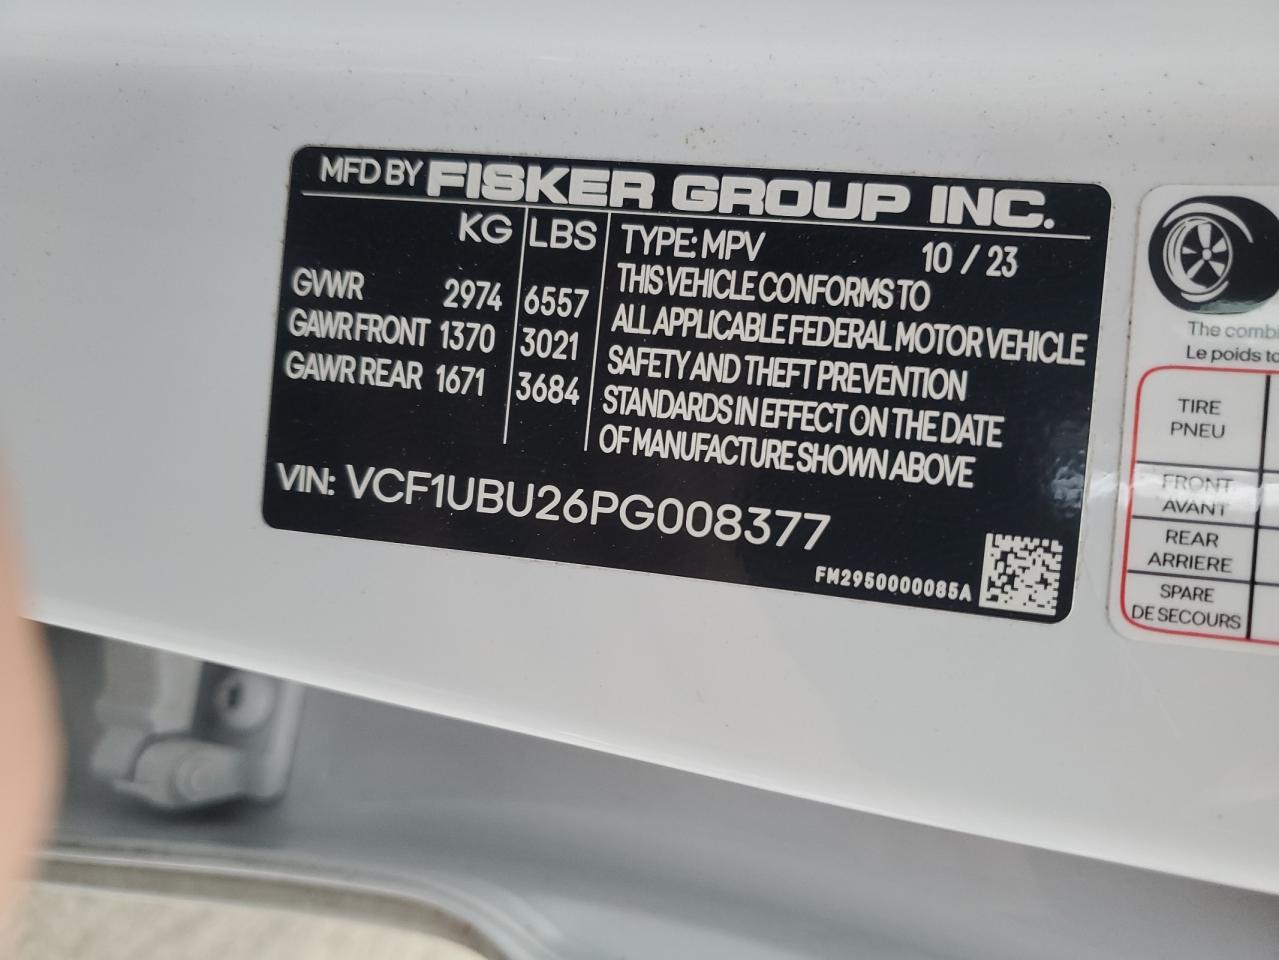 MFD BY FISKER GROUP INC.
KG LBS TYPE: MPV 10 / 23
GVWR 2974 6557
GAWR FRONT 1370 3021
GAWR REAR 1671 3684
THIS VEHICLE CONFORMS TO
ALL APPLICABLE FEDERAL MOTOR VEHICLE
SAFETY AND THEFT PREVENTION
STANDARDS IN EFFECT ON THE DATE
OF MANUFACTURE SHOWN ABOVE
VIN: VCF1UBU26PG008377
FM2950000085A
The combi
Le poids to
TIRE
PNEU
FRONT
AVANT
REAR
ARRIERE
SPARE
DE SECOURS